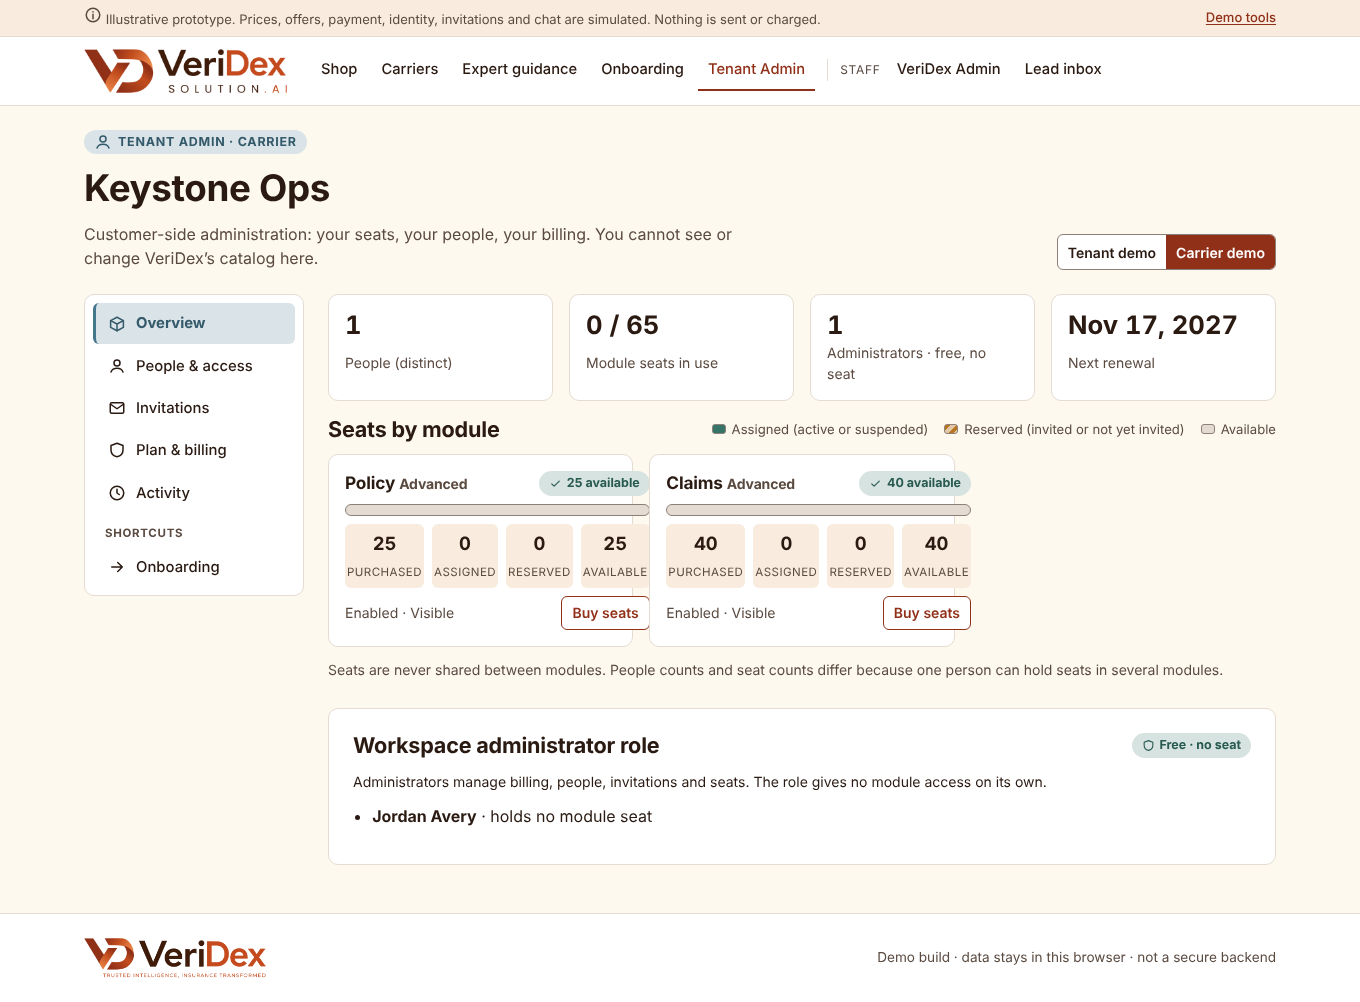 Illustrative prototype. Prices, offers, payment, identity, invitations and chat are simulated. Nothing is sent or charged.
Demo tools
VeriDex
SOLUTION.AI
Shop
Carriers
Expert guidance
Onboarding
Tenant Admin
STAFF
VeriDex Admin
Lead inbox
TENANT ADMIN · CARRIER
Keystone Ops
Customer-side administration: your seats, your people, your billing. You cannot see or
change VeriDex’s catalog here.
Tenant demo
Carrier demo
Overview
People & access
Invitations
Plan & billing
Activity
SHORTCUTS
Onboarding
1
People (distinct)
0 / 65
Module seats in use
1
Administrators · free, no
seat
Nov 17, 2027
Next renewal
Seats by module
Assigned (active or suspended)
Reserved (invited or not yet invited)
Available
Policy Advanced
25 available
25
PURCHASED
0
ASSIGNED
0
RESERVED
25
AVAILABLE
Enabled · Visible
Buy seats
Claims Advanced
40 available
40
PURCHASED
0
ASSIGNED
0
RESERVED
40
AVAILABLE
Enabled · Visible
Buy seats
Seats are never shared between modules. People counts and seat counts differ because one person can hold seats in several modules.
Workspace administrator role
Free · no seat
Administrators manage billing, people, invitations and seats. The role gives no module access on its own.
• Jordan Avery · holds no module seat
VeriDex
TRUSTED INTELLIGENCE, INSURANCE TRANSFORMED
Demo build · data stays in this browser · not a secure backend